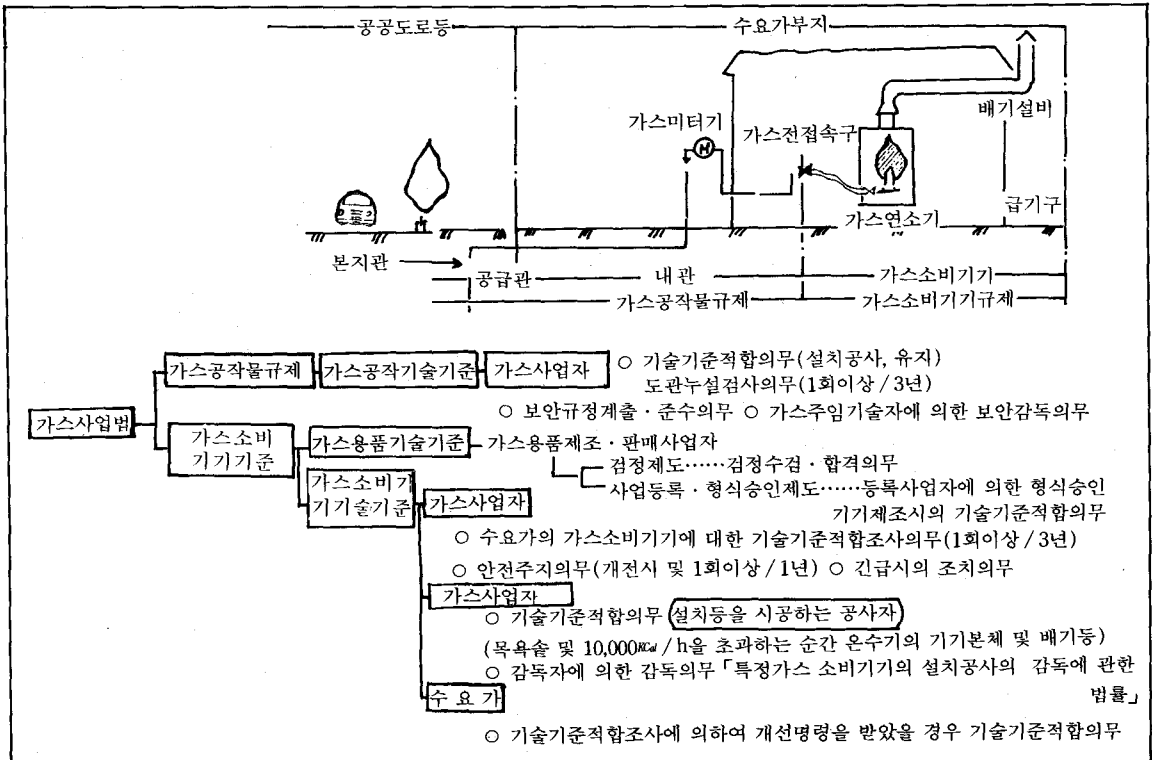 공공도로등 수요가부지
배기설비
가스미터기 가스전접속구
급기구
가스연소기
본지관
공급관 내관 가스소비기기
가스공작물규제 가스소비기기규제
가스공작물규제 가스공작기술기준 가스사업자 ○ 기술기준적합의무(설치공사, 유지)
도관누설검사의무(1회이상/3년)
○ 보안규정계출·준수의무 ○ 가스주임기술자에 의한 보안감독의무
가스사업법
가스소비
기기기준
가스용품기술기준 가스용품제조·판매사업자
검정제도……검정수검·합격의무
사업등록·형식승인제도……등록사업자에 의한 형식승인
기기제조시의 기술기준적합의무
가스소비기
기기술기준
가스사업자
○ 수요가의 가스소비기기에 대한 기술기준적합조사의무(1회이상/3년)
○ 안전주지의무(개전시 및 1회이상/1년) ○ 긴급시의 조치의무
가스사업자
○ 기술기준적합의무 (설치등을 시공하는 공사자)
(목욕솥 및 10,000Kcal/h을 초과하는 순간 온수기의 기기본체 및 배기등)
○ 감독자에 의한 감독의무「특정가스 소비기기의 설치공사의 감독에 관한
법률」
수요가
○ 기술기준적합조사에 의하여 개선명령을 받았을 경우 기술기준적합의무